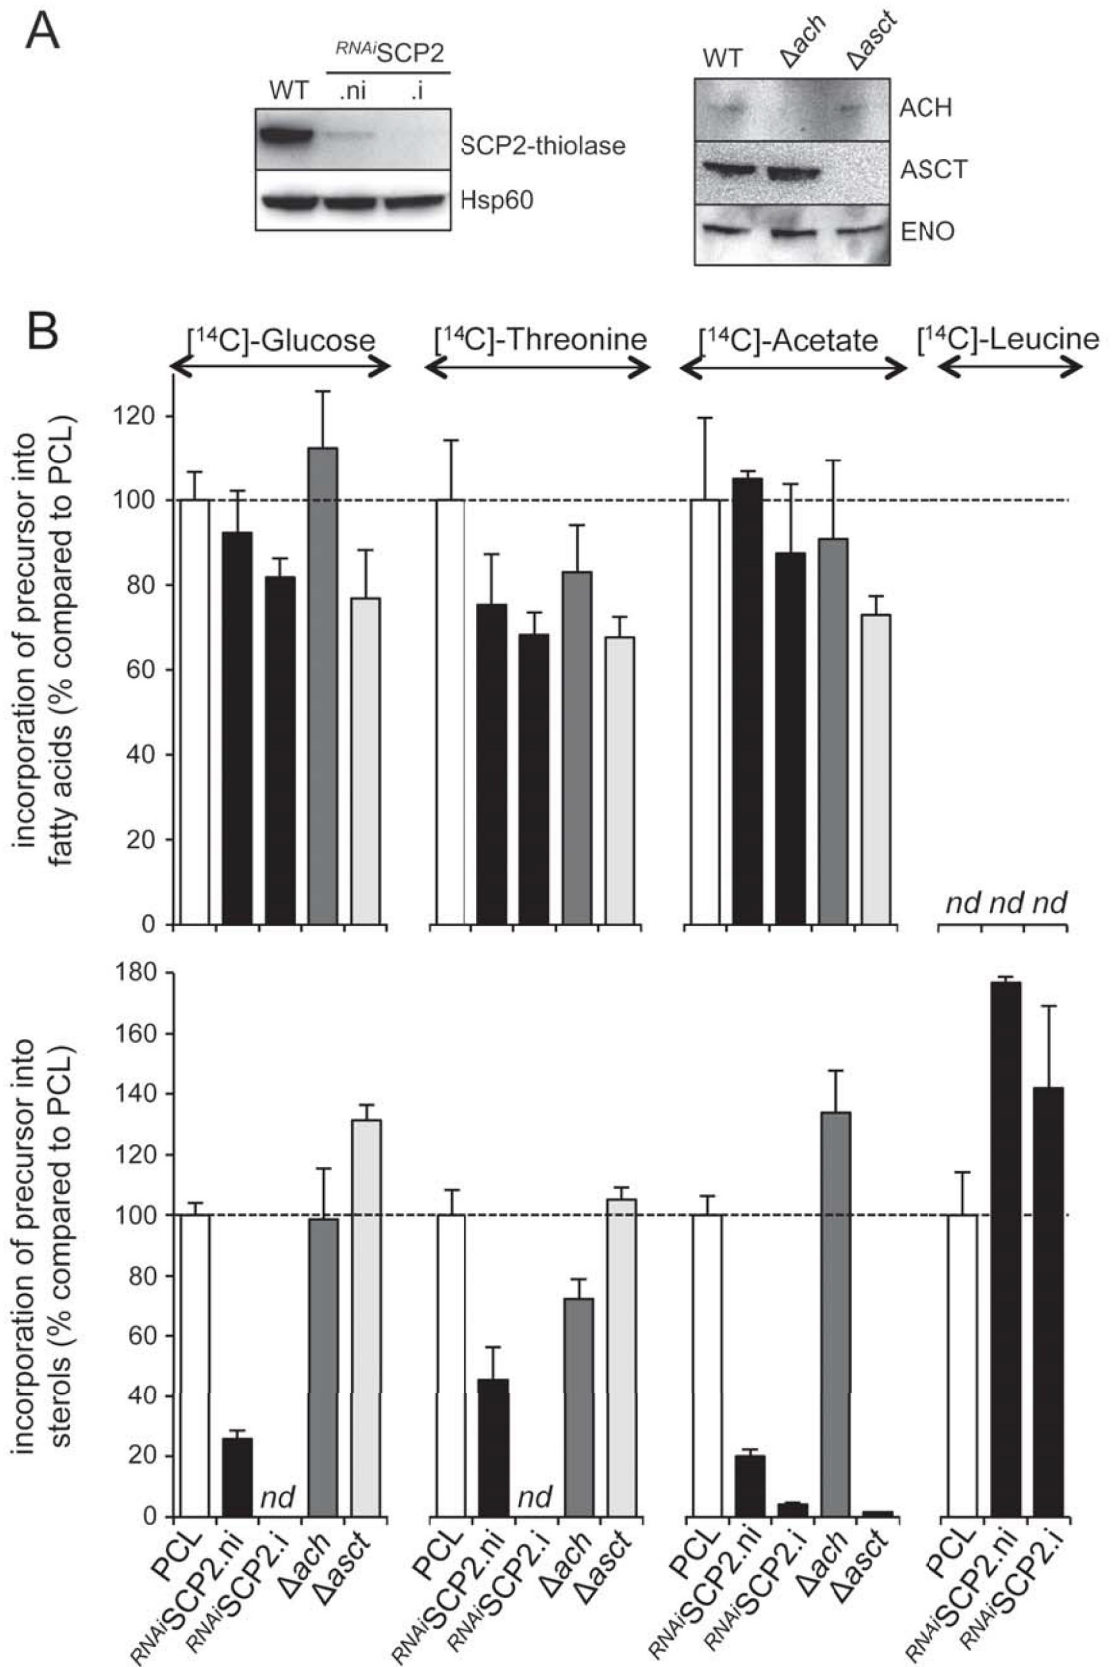 A
RNAiSCP2
WT .ni .i
SCP2-thiolase
Hsp60
WT Δach Δasct
ACH
ASCT
ENO
B
[14C]-Glucose [14C]-Threonine [14C]-Acetate [14C]-Leucine
incorporation of precursor into
fatty acids (% compared to PCL)
120
100
80
60
40
20
0
nd nd nd
incorporation of precursor into
sterols (% compared to PCL)
180
160
140
120
100
80
60
40
20
0
nd
nd
PCL RNAiSCP2.ni RNAiSCP2.i Δach Δasct
PCL RNAiSCP2.ni RNAiSCP2.i Δach Δasct
PCL RNAiSCP2.ni RNAiSCP2.i Δach Δasct
PCL RNAiSCP2.ni RNAiSCP2.i